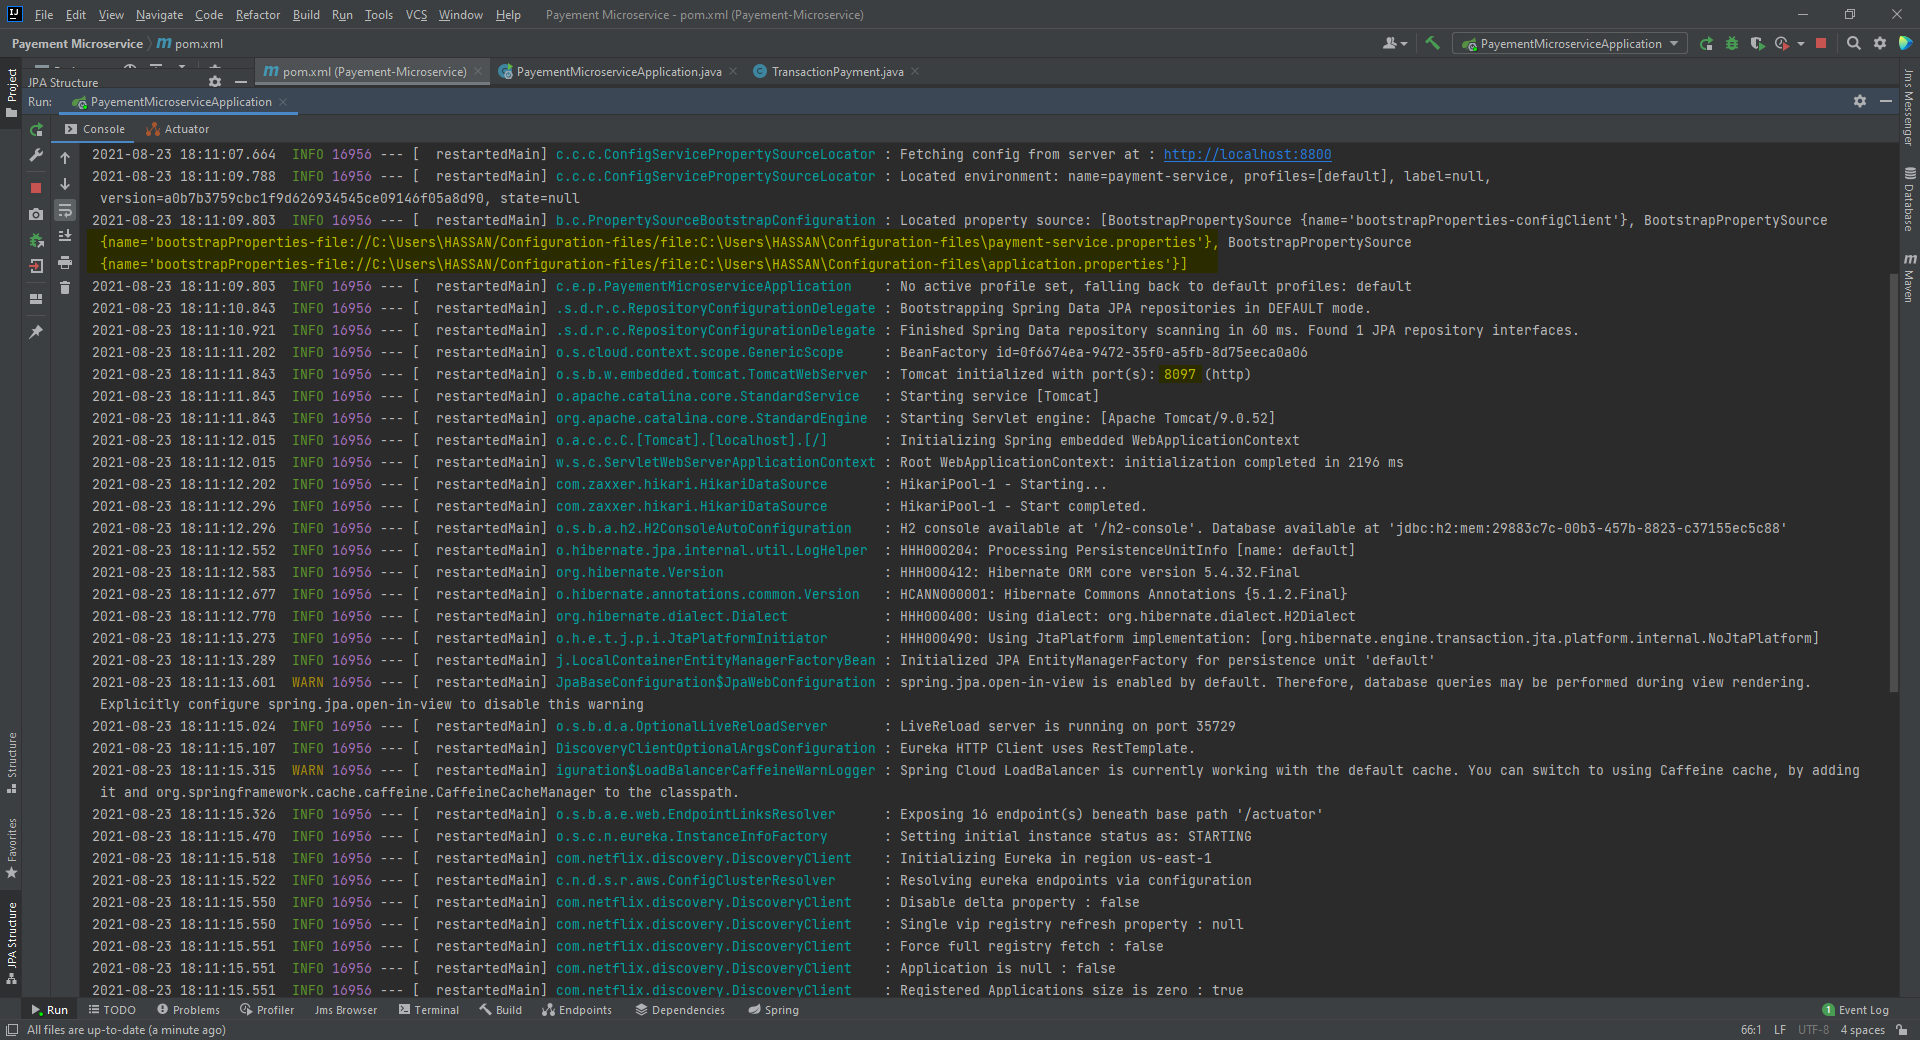 File Edit View Navigate Code Refactor Build Run Tools VCS Window Help Payement Microservice - pom.xml (Payement-Microservice)
Payement Microservice pom.xml PayementMicroserviceApplication
JPA Structure pom.xml (Payement-Microservice) PayementMicroserviceApplication.java TransactionPayment.java
Run: PayementMicroserviceApplication
Console Actuator
2021-08-23 18:11:07.664 INFO 16956 --- [ restartedMain] c.c.c.ConfigServicePropertySourceLocator : Fetching config from server at : http://localhost:8800
2021-08-23 18:11:09.788 INFO 16956 --- [ restartedMain] c.c.c.ConfigServicePropertySourceLocator : Located environment: name=payment-service, profiles=[default], label=null,
version=a0b7b3759cbc1f9d626934545ce09146f05a8d90, state=null
2021-08-23 18:11:09.803 INFO 16956 --- [ restartedMain] b.c.PropertySourceBootstrapConfiguration : Located property source: [BootstrapPropertySource {name='bootstrapProperties-configClient'}, BootstrapPropertySource
{name='bootstrapProperties-file://C:\Users\HASSAN/Configuration-files/file:C:\Users\HASSAN\Configuration-files\payment-service.properties'}, BootstrapPropertySource
{name='bootstrapProperties-file://C:\Users\HASSAN/Configuration-files/file:C:\Users\HASSAN\Configuration-files\application.properties'}]
2021-08-23 18:11:09.803 INFO 16956 --- [ restartedMain] c.e.p.PayementMicroserviceApplication : No active profile set, falling back to default profiles: default
2021-08-23 18:11:10.843 INFO 16956 --- [ restartedMain] .s.d.r.c.RepositoryConfigurationDelegate : Bootstrapping Spring Data JPA repositories in DEFAULT mode.
2021-08-23 18:11:10.921 INFO 16956 --- [ restartedMain] .s.d.r.c.RepositoryConfigurationDelegate : Finished Spring Data repository scanning in 60 ms. Found 1 JPA repository interfaces.
2021-08-23 18:11:11.202 INFO 16956 --- [ restartedMain] o.s.cloud.context.scope.GenericScope : BeanFactory id=0f6674ea-9472-35f0-a5fb-8d75eeca0a06
2021-08-23 18:11:11.843 INFO 16956 --- [ restartedMain] o.s.b.w.embedded.tomcat.TomcatWebServer : Tomcat initialized with port(s): 8097 (http)
2021-08-23 18:11:11.843 INFO 16956 --- [ restartedMain] o.apache.catalina.core.StandardService : Starting service [Tomcat]
2021-08-23 18:11:11.843 INFO 16956 --- [ restartedMain] org.apache.catalina.core.StandardEngine : Starting Servlet engine: [Apache Tomcat/9.0.52]
2021-08-23 18:11:12.015 INFO 16956 --- [ restartedMain] o.a.c.c.C.[Tomcat].[localhost].[/] : Initializing Spring embedded WebApplicationContext
2021-08-23 18:11:12.015 INFO 16956 --- [ restartedMain] w.s.c.ServletWebServerApplicationContext : Root WebApplicationContext: initialization completed in 2196 ms
2021-08-23 18:11:12.202 INFO 16956 --- [ restartedMain] com.zaxxer.hikari.HikariDataSource : HikariPool-1 - Starting...
2021-08-23 18:11:12.296 INFO 16956 --- [ restartedMain] com.zaxxer.hikari.HikariDataSource : HikariPool-1 - Start completed.
2021-08-23 18:11:12.296 INFO 16956 --- [ restartedMain] o.s.b.a.h2.H2ConsoleAutoConfiguration : H2 console available at '/h2-console'. Database available at 'jdbc:h2:mem:29883c7c-00b3-457b-8823-c37155ec5c88'
2021-08-23 18:11:12.552 INFO 16956 --- [ restartedMain] o.hibernate.jpa.internal.util.LogHelper : HHH000204: Processing PersistenceUnitInfo [name: default]
2021-08-23 18:11:12.583 INFO 16956 --- [ restartedMain] org.hibernate.Version : HHH000412: Hibernate ORM core version 5.4.32.Final
2021-08-23 18:11:12.677 INFO 16956 --- [ restartedMain] o.hibernate.annotations.common.Version : HCANN000001: Hibernate Commons Annotations {5.1.2.Final}
2021-08-23 18:11:12.770 INFO 16956 --- [ restartedMain] org.hibernate.dialect.Dialect : HHH000400: Using dialect: org.hibernate.dialect.H2Dialect
2021-08-23 18:11:13.273 INFO 16956 --- [ restartedMain] o.h.e.t.j.p.i.JtaPlatformInitiator : HHH000490: Using JtaPlatform implementation: [org.hibernate.engine.transaction.jta.platform.internal.NoJtaPlatform]
2021-08-23 18:11:13.289 INFO 16956 --- [ restartedMain] j.LocalContainerEntityManagerFactoryBean : Initialized JPA EntityManagerFactory for persistence unit 'default'
2021-08-23 18:11:13.601 WARN 16956 --- [ restartedMain] JpaBaseConfiguration$JpaWebConfiguration : spring.jpa.open-in-view is enabled by default. Therefore, database queries may be performed during view rendering.
Explicitly configure spring.jpa.open-in-view to disable this warning
2021-08-23 18:11:15.024 INFO 16956 --- [ restartedMain] o.s.b.d.a.OptionalLiveReloadServer : LiveReload server is running on port 35729
2021-08-23 18:11:15.107 INFO 16956 --- [ restartedMain] DiscoveryClientOptionalArgsConfiguration : Eureka HTTP Client uses RestTemplate.
2021-08-23 18:11:15.315 WARN 16956 --- [ restartedMain] iguration$LoadBalancerCaffeineWarnLogger : Spring Cloud LoadBalancer is currently working with the default cache. You can switch to using Caffeine cache, by adding
it and org.springframework.cache.caffeine.CaffeineCacheManager to the classpath.
2021-08-23 18:11:15.326 INFO 16956 --- [ restartedMain] o.s.b.a.e.web.EndpointLinksResolver : Exposing 16 endpoint(s) beneath base path '/actuator'
2021-08-23 18:11:15.470 INFO 16956 --- [ restartedMain] o.s.c.n.eureka.InstanceInfoFactory : Setting initial instance status as: STARTING
2021-08-23 18:11:15.518 INFO 16956 --- [ restartedMain] com.netflix.discovery.DiscoveryClient : Initializing Eureka in region us-east-1
2021-08-23 18:11:15.522 INFO 16956 --- [ restartedMain] c.n.d.s.r.aws.ConfigClusterResolver : Resolving eureka endpoints via configuration
2021-08-23 18:11:15.550 INFO 16956 --- [ restartedMain] com.netflix.discovery.DiscoveryClient : Disable delta property : false
2021-08-23 18:11:15.550 INFO 16956 --- [ restartedMain] com.netflix.discovery.DiscoveryClient : Single vip registry refresh property : null
2021-08-23 18:11:15.551 INFO 16956 --- [ restartedMain] com.netflix.discovery.DiscoveryClient : Force full registry fetch : false
2021-08-23 18:11:15.551 INFO 16956 --- [ restartedMain] com.netflix.discovery.DiscoveryClient : Application is null : false
2021-08-23 18:11:15.551 INFO 16956 --- [ restartedMain] com.netflix.discovery.DiscoveryClient : Registered Applications size is zero : true
Project
Structure
Favorites
JPA Structure
Jms Messenger
Database
Maven
Run TODO Problems Profiler Jms Browser Terminal Build Endpoints Dependencies Spring 1 Event Log
All files are up-to-date (a minute ago) 66:1 LF UTF-8 4 spaces